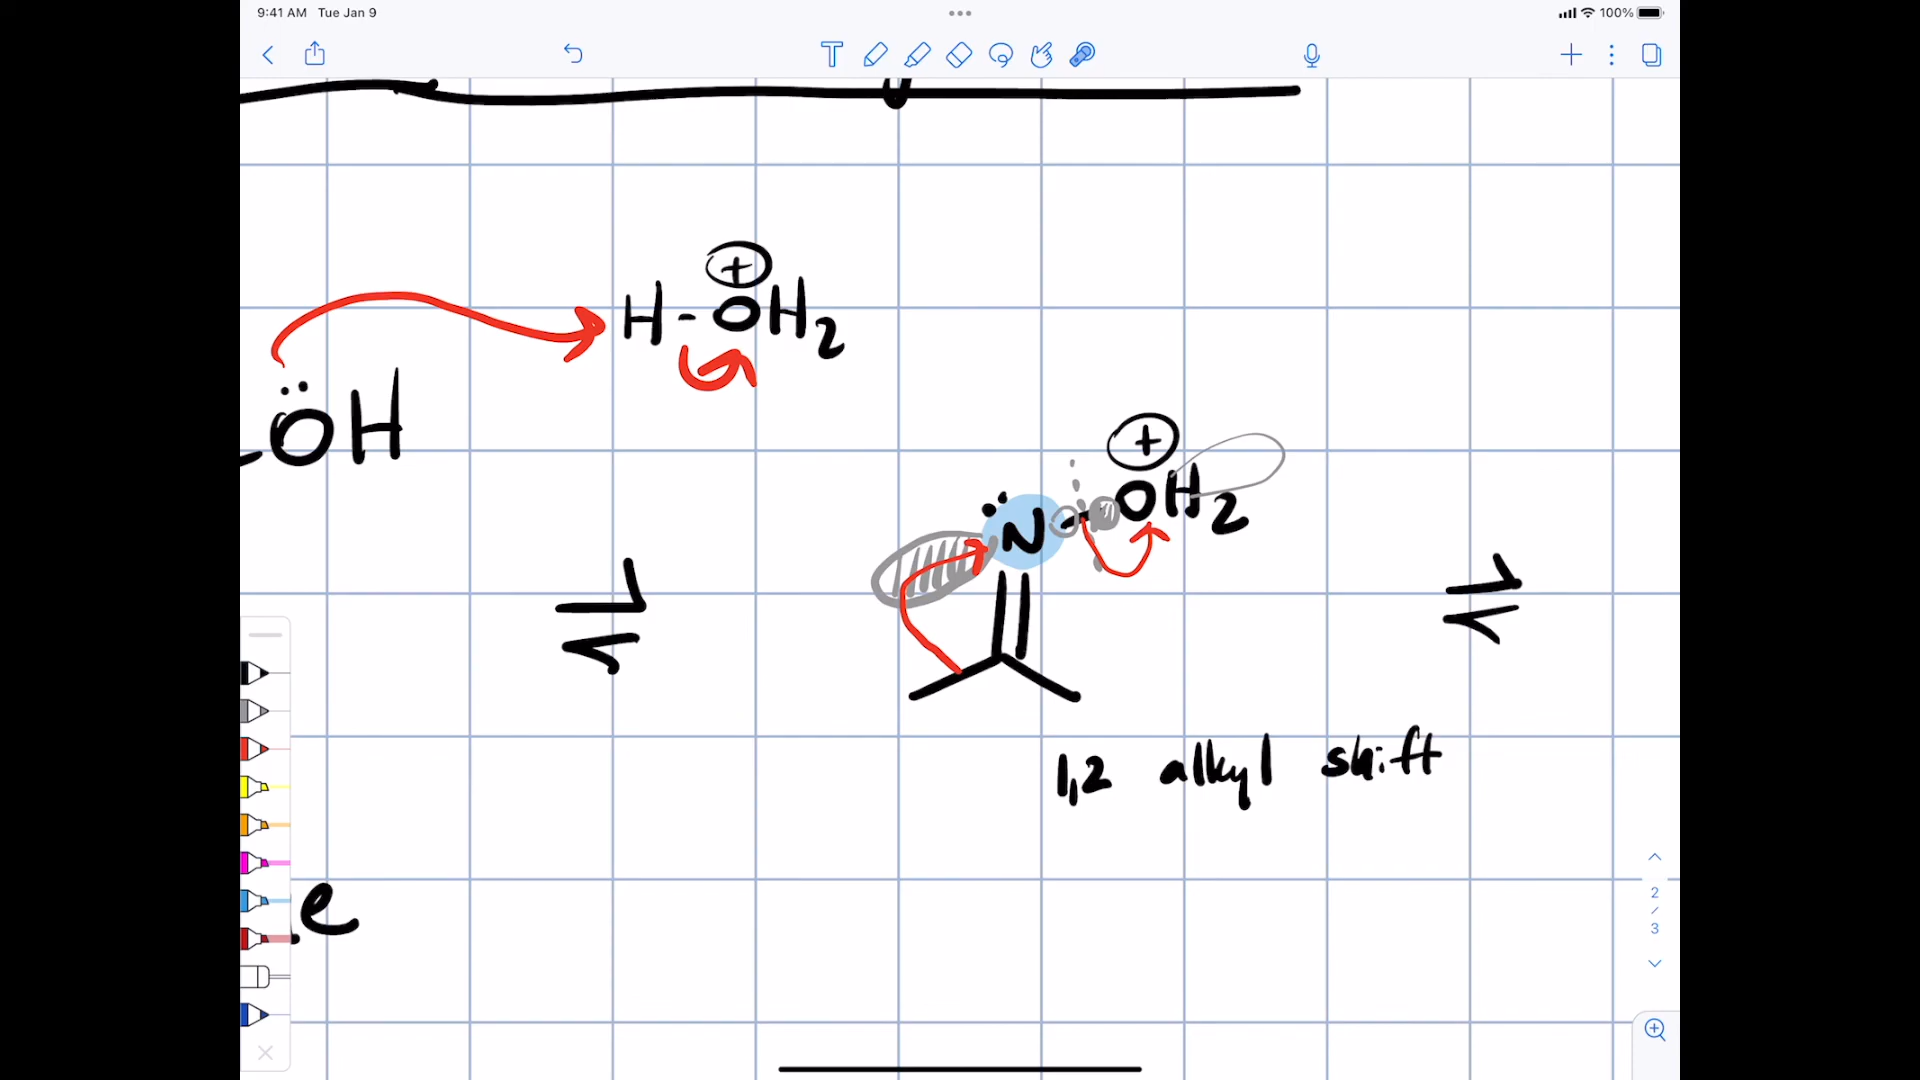 9:41 AM Tue Jan 9
100%
T
+
H-OH2
OH
+
N-OH2
1,2 alkyl shift
e
2
/
3